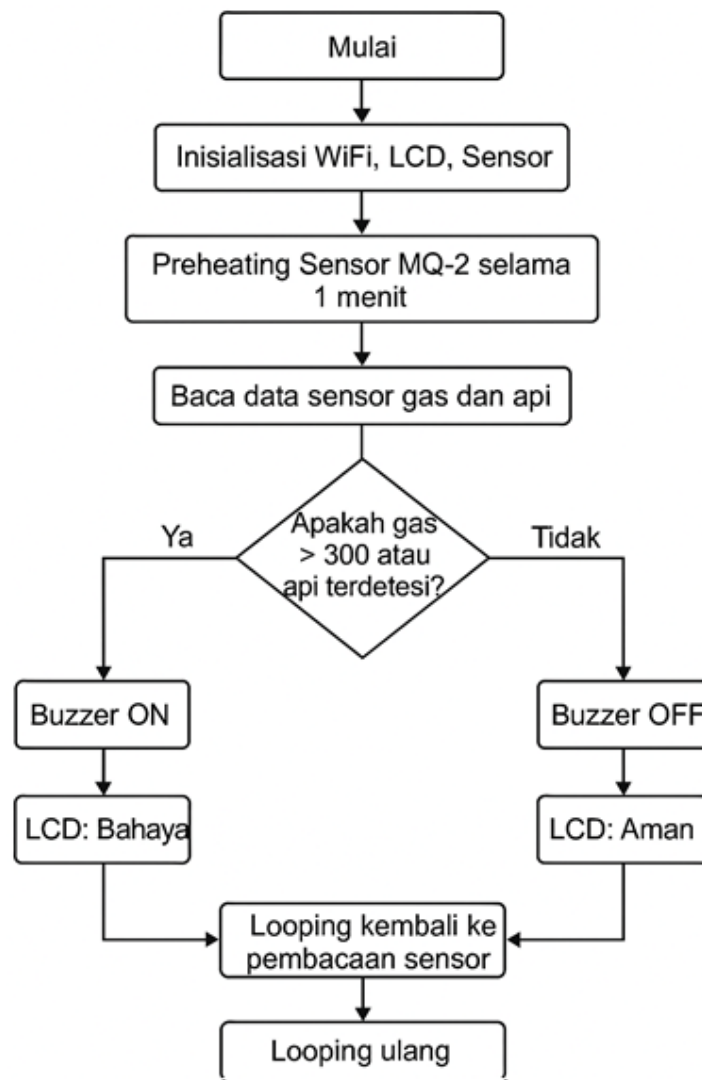 Mulai
Inisialisasi WiFi, LCD, Sensor
Preheating Sensor MQ-2 selama
1 menit
Baca data sensor gas dan api
Apakah gas
> 300 atau
api terdetesi?
Ya
Tidak
Buzzer ON
Buzzer OFF
LCD: Bahaya
LCD: Aman
Looping kembali ke
pembacaan sensor
Looping ulang